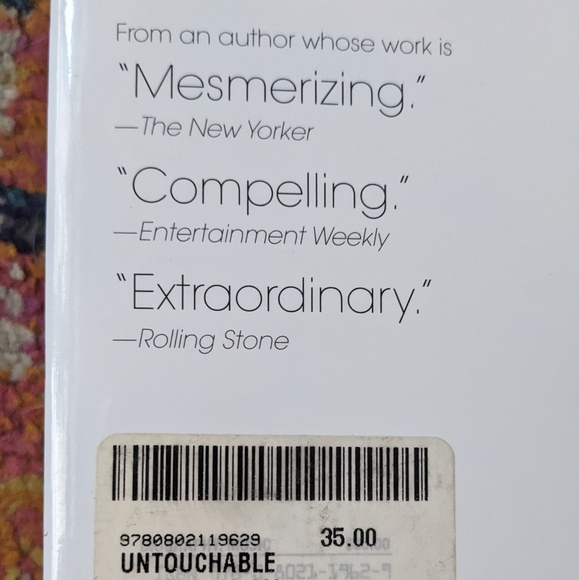 From an author whose work is
“Mesmerizing.”
—The New Yorker
“Compelling.”
—Entertainment Weekly
“Extraordinary.”
—Rolling Stone
9780802119629 35.00
UNTOUCHABLE